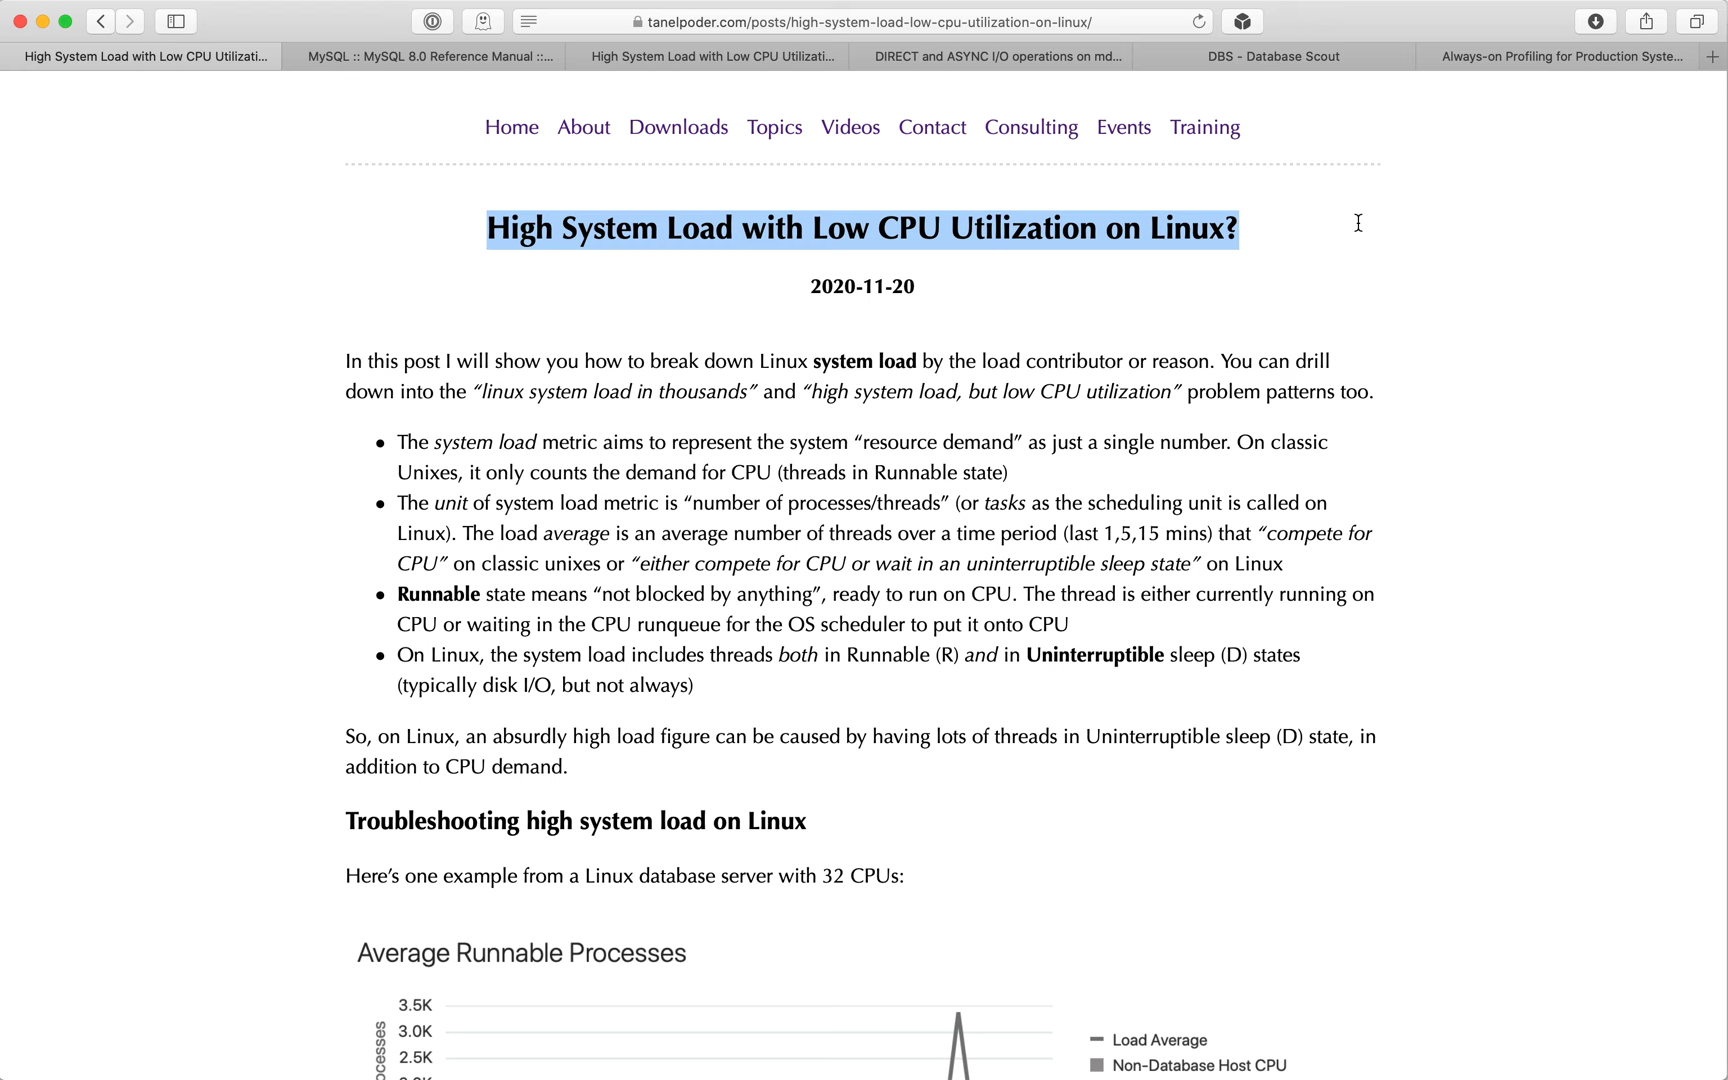 tanelpoder.com/posts/high-system-load-low-cpu-utilization-on-linux/
High System Load with Low CPU Utilizati...
MySQL :: MySQL 8.0 Reference Manual ::...
High System Load with Low CPU Utilizati...
DIRECT and ASYNC I/O operations on md...
DBS - Database Scout
Always-on Profiling for Production Syste...
Home About Downloads Topics Videos Contact Consulting Events Training
High System Load with Low CPU Utilization on Linux?
2020-11-20
In this post I will show you how to break down Linux system load by the load contributor or reason. You can drill
down into the “linux system load in thousands” and “high system load, but low CPU utilization” problem patterns too.
• The system load metric aims to represent the system “resource demand” as just a single number. On classic
Unixes, it only counts the demand for CPU (threads in Runnable state)
• The unit of system load metric is “number of processes/threads” (or tasks as the scheduling unit is called on
Linux). The load average is an average number of threads over a time period (last 1,5,15 mins) that “compete for
CPU” on classic unixes or “either compete for CPU or wait in an uninterruptible sleep state” on Linux
• Runnable state means “not blocked by anything”, ready to run on CPU. The thread is either currently running on
CPU or waiting in the CPU runqueue for the OS scheduler to put it onto CPU
• On Linux, the system load includes threads both in Runnable (R) and in Uninterruptible sleep (D) states
(typically disk I/O, but not always)
So, on Linux, an absurdly high load figure can be caused by having lots of threads in Uninterruptible sleep (D) state, in
addition to CPU demand.
Troubleshooting high system load on Linux
Here’s one example from a Linux database server with 32 CPUs:
Average Runnable Processes
3.5K
3.0K
2.5K
Load Average
Non-Database Host CPU